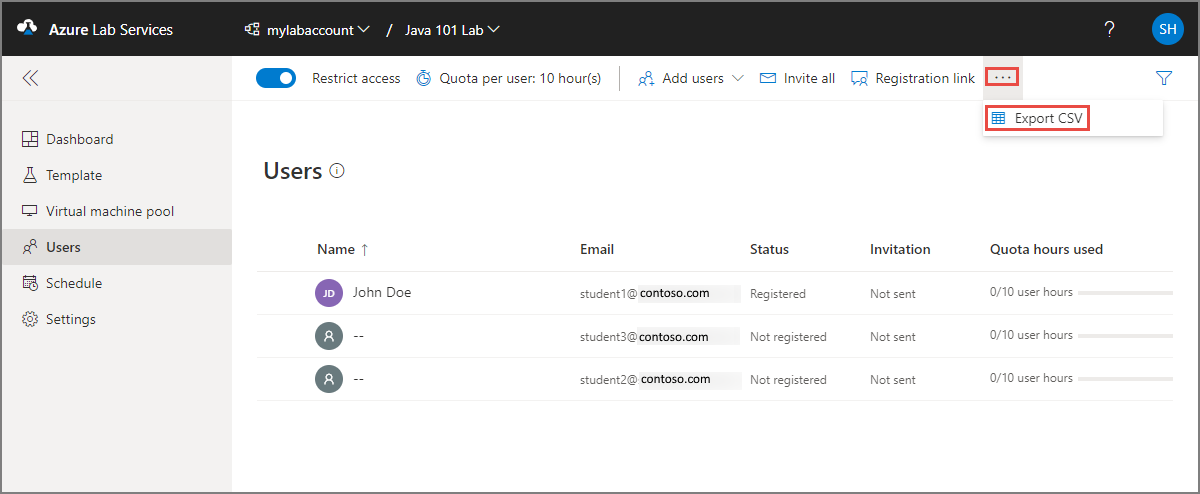 Azure Lab Services mylabaccount / Java 101 Lab ? SH
Restrict access Quota per user: 10 hour(s) Add users Invite all Registration link ...
Export CSV
Dashboard
Template
Virtual machine pool
Users
Schedule
Settings
Users
Name ↑ Email Status Invitation Quota hours used
JD John Doe student1@contoso.com Registered Not sent 0/10 user hours
-- student3@contoso.com Not registered Not sent 0/10 user hours
-- student2@contoso.com Not registered Not sent 0/10 user hours